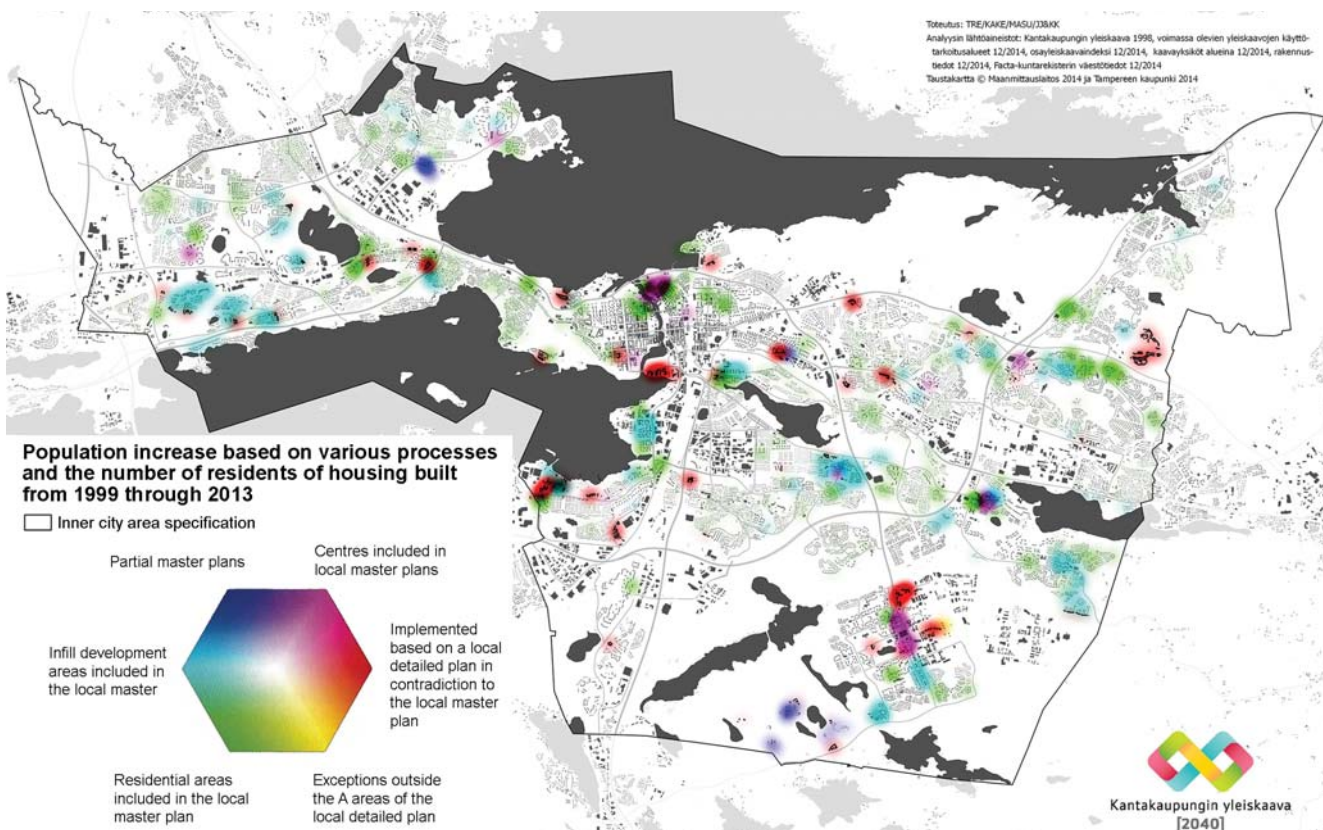 Toteutus: TRE/KAKE/MASU/JJ&KK
Analyysin lähtöaineistot: Kantakaupungin yleiskaava 1998, voimassa olevien yleiskaavojen käyttö-
tarkoitusalueet 12/2014, osayleiskaavaindeksi 12/2014, kaavayksiköt alueina 12/2014, rakennus-
tiedot 12/2014, Facta-kuntarekisterin väestötiedot 12/2014
Taustakartta © Maanmittauslaitos 2014 ja Tampereen kaupunki 2014
Population increase based on various processes
and the number of residents of housing built
from 1999 through 2013
Inner city area specification
Partial master plans
Centres included in
local master plans
Infill development
areas included in
the local master
Implemented
based on a local
detailed plan in
contradiction to
the local master
plan
Residential areas
included in the local
master plan
Exceptions outside
the A areas of the
local detailed plan
Kantakaupungin yleiskaava
[2040]